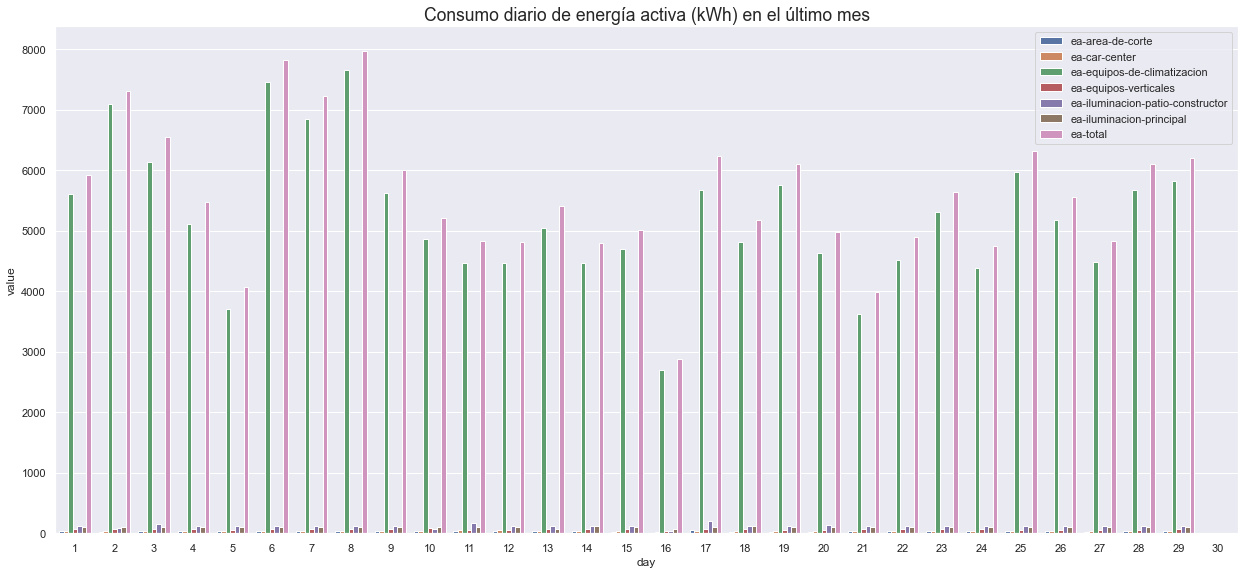 Consumo diario de energía activa (kWh) en el último mes
ea-area-de-corte
ea-car-center
ea-equipos-de-climatizacion
ea-equipos-verticales
ea-iluminacion-patio-constructor
ea-iluminacion-principal
ea-total
8000
7000
6000
5000
4000
3000
2000
1000
0
value
1 2 3 4 5 6 7 8 9 10 11 12 13 14 15 16 17 18 19 20 21 22 23 24 25 26 27 28 29 30
day